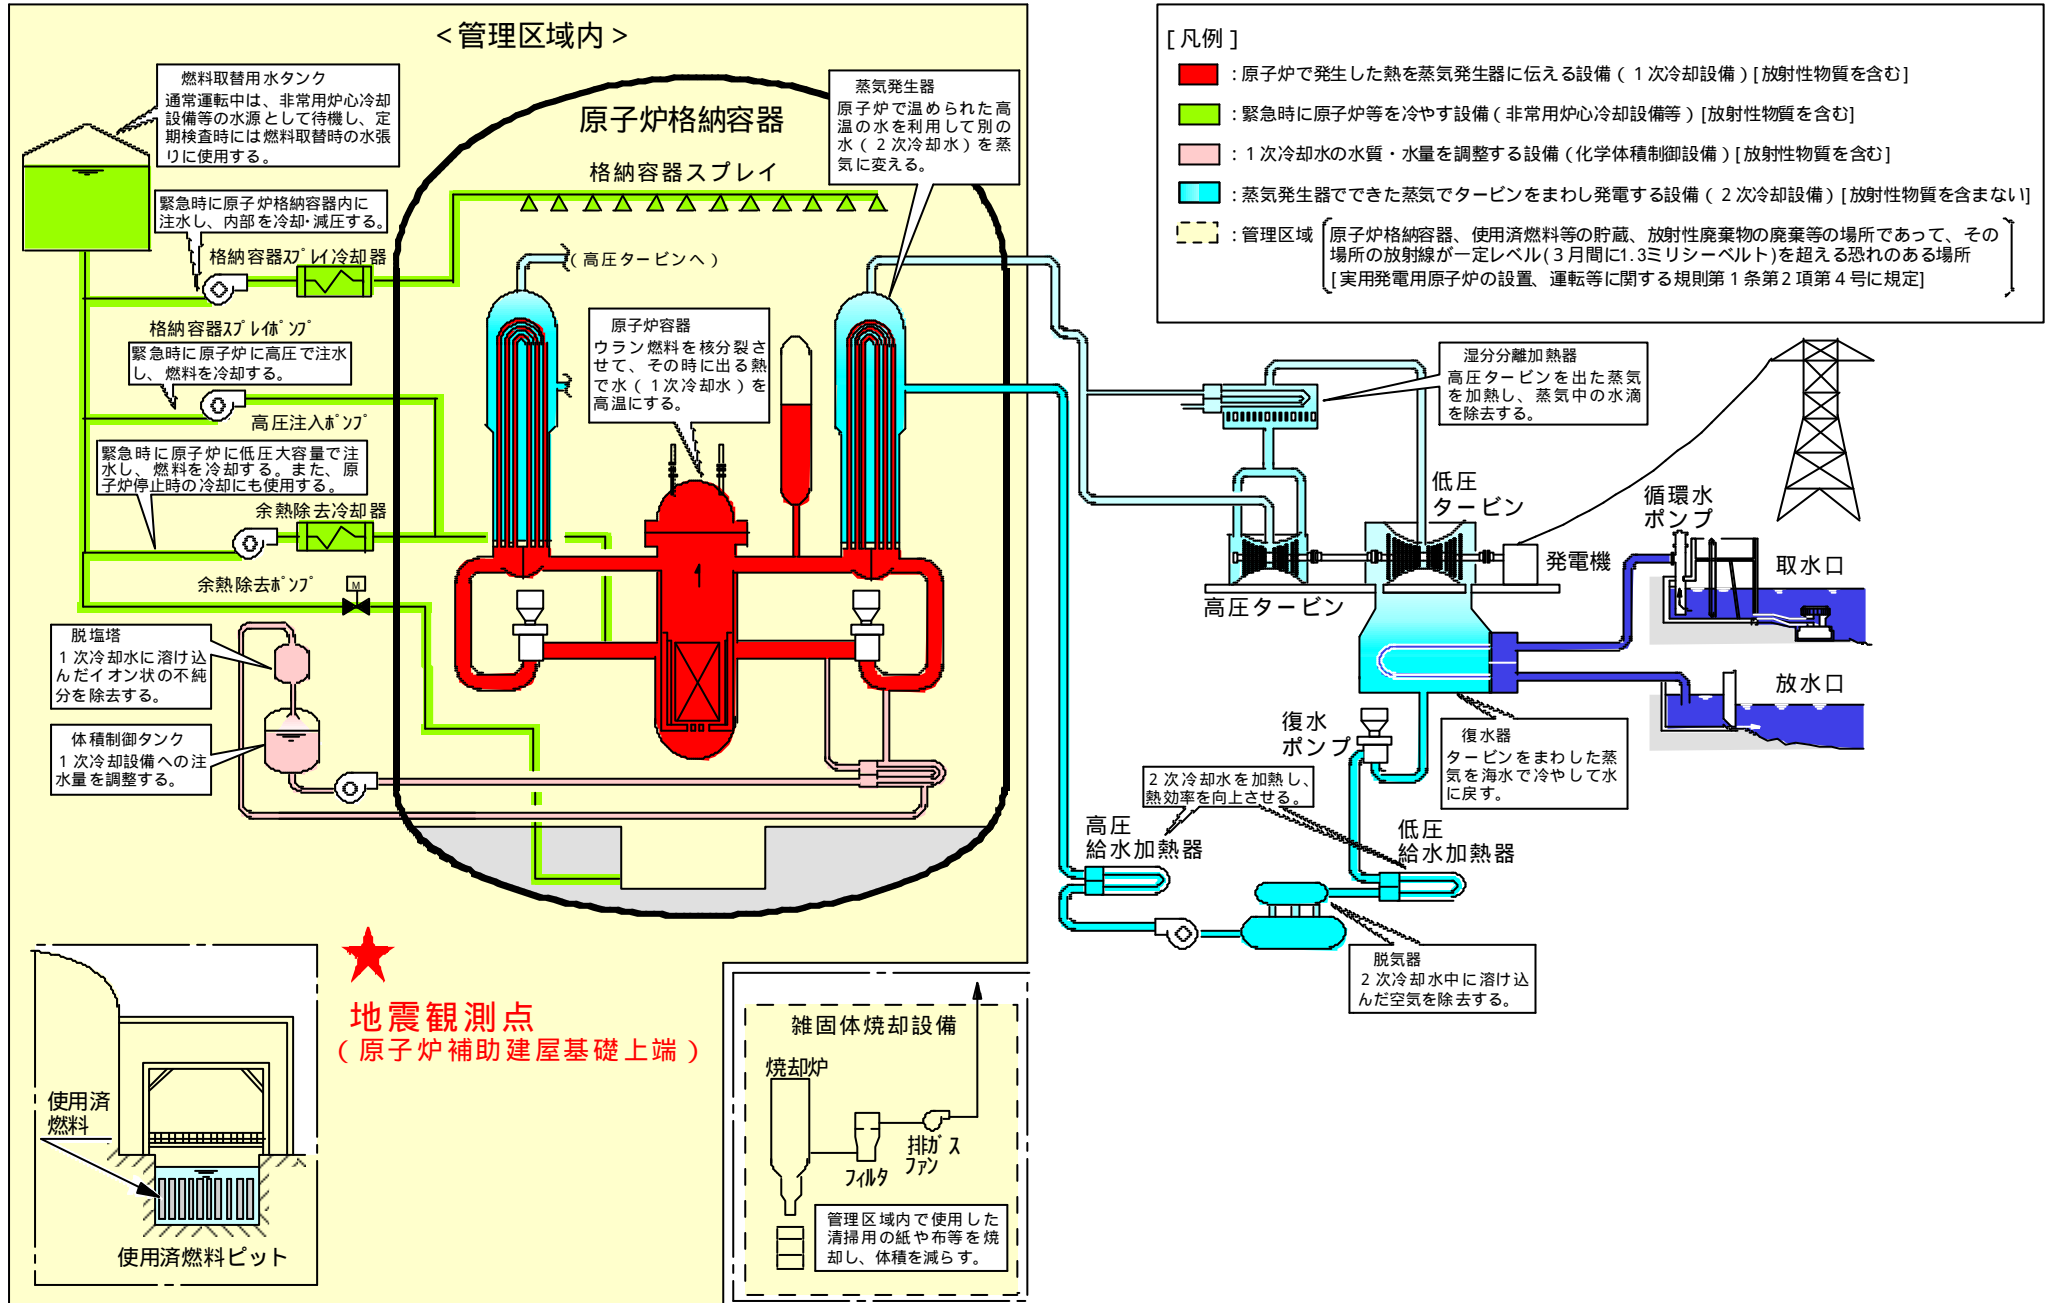 ＜管理区域内＞
燃料取替用水タンク
通常運転中は、非常用炉心冷却
設備等の水源として待機し、定
期検査時には燃料取替時の水張
りに使用する。
緊急時に原子炉格納容器内に
注水し、内部を冷却・減圧する。
格納容器ｽﾌﾟﾚｲ冷却器
格納容器ｽﾌﾟﾚｲﾎﾟﾝﾌﾟ
緊急時に原子炉に高圧で注水
し、燃料を冷却する。
高圧注入ﾎﾟﾝﾌﾟ
緊急時に原子炉に低圧大容量で注
水し、燃料を冷却する。また、原
子炉停止時の冷却にも使用する。
余熱除去冷却器
余熱除去ﾎﾟﾝﾌﾟ
M
脱塩塔
１次冷却水に溶け込
んだイオン状の不純
分を除去する。
体積制御タンク
１次冷却設備への注
水量を調整する。
原子炉格納容器
格納容器スプレイ
蒸気発生器
原子炉で温められた高
温の水を利用して別の
水（２次冷却水）を蒸
気に変える。
（高圧タービンへ）
原子炉容器
ウラン燃料を核分裂さ
せて、その時に出る熱
で水（１次冷却水）を
高温にする。
[凡例]
：原子炉で発生した熱を蒸気発生器に伝える設備（１次冷却設備）[放射性物質を含む]
：緊急時に原子炉等を冷やす設備（非常用炉心冷却設備等）[放射性物質を含む]
：１次冷却水の水質・水量を調整する設備（化学体積制御設備）[放射性物質を含む]
：蒸気発生器でできた蒸気でタービンをまわし発電する設備（２次冷却設備）[放射性物質を含まない]
：管理区域
原子炉格納容器、使用済燃料等の貯蔵、放射性廃棄物の廃棄等の場所であって、その
場所の放射線が一定レベル(３月間に1.3ミリシーベルト)を超える恐れのある場所
[実用発電用原子炉の設置、運転等に関する規則第１条第２項第４号に規定]
湿分分離加熱器
高圧タービンを出た蒸気
を加熱し、蒸気中の水滴
を除去する。
低圧
タービン
高圧タービン
発電機
循環水
ポンプ
取水口
放水口
復水
ポンプ
復水器
タービンをまわした蒸
気を海水で冷やして水
に戻す。
２次冷却水を加熱し、
熱効率を向上させる。
高圧
給水加熱器
低圧
給水加熱器
脱気器
２次冷却水中に溶け込
んだ空気を除去する。
地震観測点
（原子炉補助建屋基礎上端）
使用済
燃料
使用済燃料ピット
雑固体焼却設備
焼却炉
フィルタ
排ｶﾞｽ
ﾌｧﾝ
管理区域内で使用した
清掃用の紙や布等を焼
却し、体積を減らす。